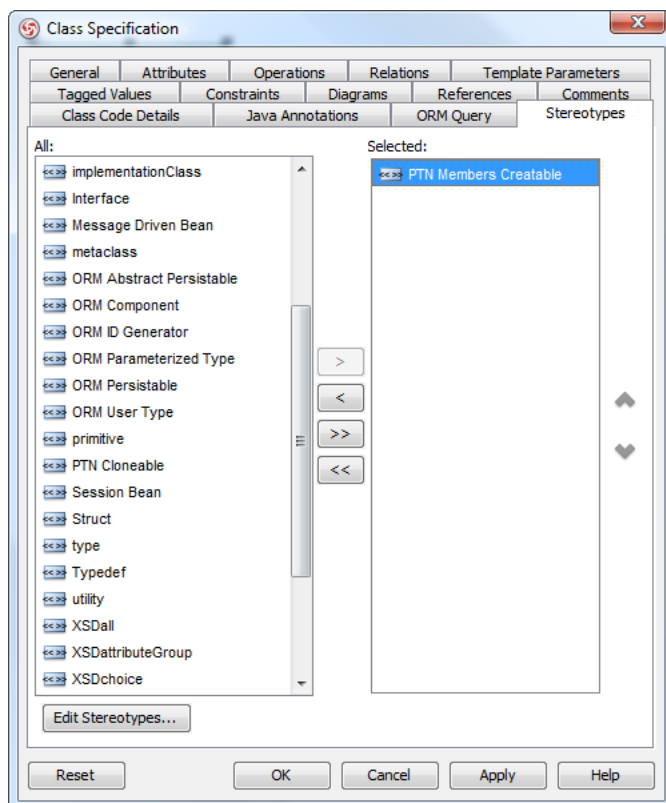 Class Specification
General Attributes Operations Relations Template Parameters
Tagged Values Constraints Diagrams References Comments
Class Code Details Java Annotations ORM Query Stereotypes
All: Selected:
<<>> implementationClass
<<>> PTN Members Creatable
<<>> Interface
<<>> Message Driven Bean
<<>> metaclass
<<>> ORM Abstract Persistable
<<>> ORM Component
<<>> ORM ID Generator
<<>> ORM Parameterized Type
<<>> ORM Persistable
<<>> ORM User Type
<<>> primitive
<<>> PTN Cloneable
<<>> Session Bean
<<>> Struct
<<>> type
<<>> Typedef
<<>> utility
<<>> XSDall
<<>> XSDattributeGroup
<<>> XSDchoice
>
<
>>
<<
Edit Stereotypes...
Reset OK Cancel Apply Help